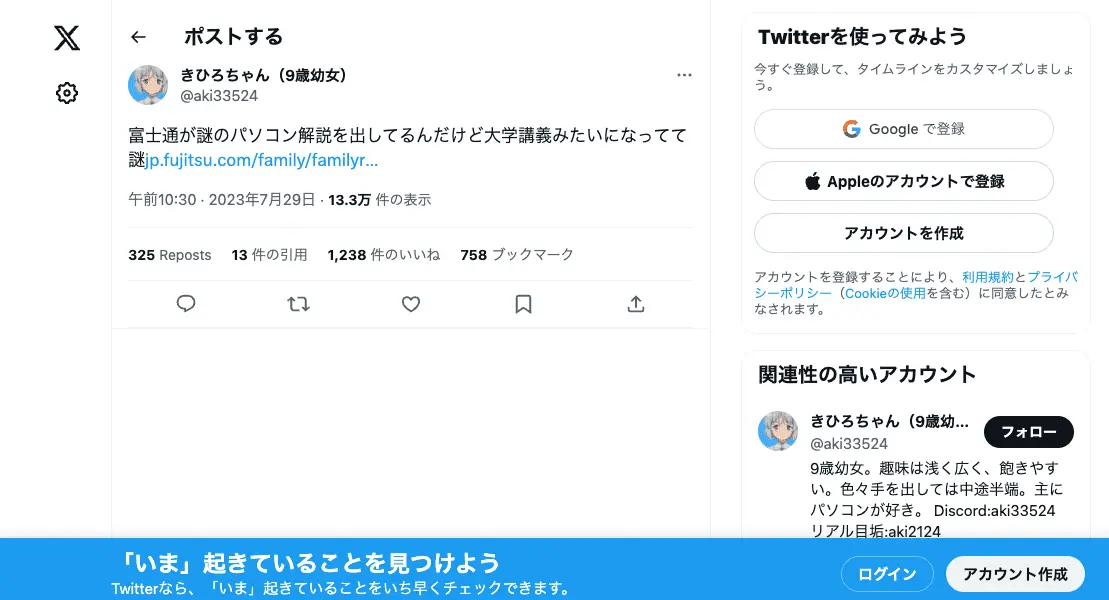 ポストする
きひろちゃん（9歳幼女）
@aki33524
富士通が謎のパソコン解説を出してるんだけど大学講義みたいになってて
謎jp.fujitsu.com/family/familyr...
午前10:30 · 2023年7月29日 · 13.3万 件の表示
325 Reposts 13 件の引用 1,238 件のいいね 758 ブックマーク
Twitterを使ってみよう
今すぐ登録して、タイムラインをカスタマイズしましょ
う。
Google で登録
Appleのアカウントで登録
アカウントを作成
アカウントを登録することにより、利用規約とプライバ
シーポリシー（Cookieの使用を含む）に同意したとみ
なされます。
関連性の高いアカウント
きひろちゃん（9歳幼...
@aki33524
フォロー
9歳幼女。趣味は浅く広く、飽きやす
い。色々手を出しては中途半端。主に
パソコンが好き。 Discord:aki33524
リアル目垢:aki2124
「いま」起きていることを見つけよう
Twitterなら、「いま」起きていることをいち早くチェックできます。
ログイン
アカウント作成